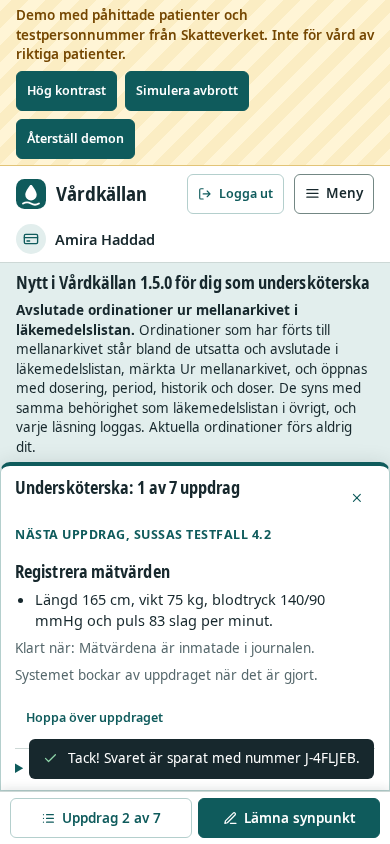 Demo med påhittade patienter och
testpersonnummer från Skatteverket. Inte för vård av
riktiga patienter.
Hög kontrast
Simulera avbrott
Återställ demon
Vårdkällan
Logga ut
Meny
Amira Haddad
Nytt i Vårdkällan 1.5.0 för dig som undersköterska
Avslutade ordinationer ur mellanarkivet i
läkemedelslistan. Ordinationer som har förts till
mellanarkivet står bland de utsatta och avslutade i
läkemedelslistan, märkta Ur mellanarkivet, och öppnas
med dosering, period, historik och doser. De syns med
samma behörighet som läkemedelslistan i övrigt, och
varje läsning loggas. Aktuella ordinationer förs aldrig
dit.
Undersköterska: 1 av 7 uppdrag
NÄSTA UPPDRAG, SUSSAS TESTFALL 4.2
Registrera mätvärden
• Längd 165 cm, vikt 75 kg, blodtryck 140/90
mmHg och puls 83 slag per minut.
Klart när: Mätvärdena är inmatade i journalen.
Systemet bockar av uppdraget när det är gjort.
Hoppa över uppdraget
Tack! Svaret är sparat med nummer J-4FLJEB.
Uppdrag 2 av 7
Lämna synpunkt